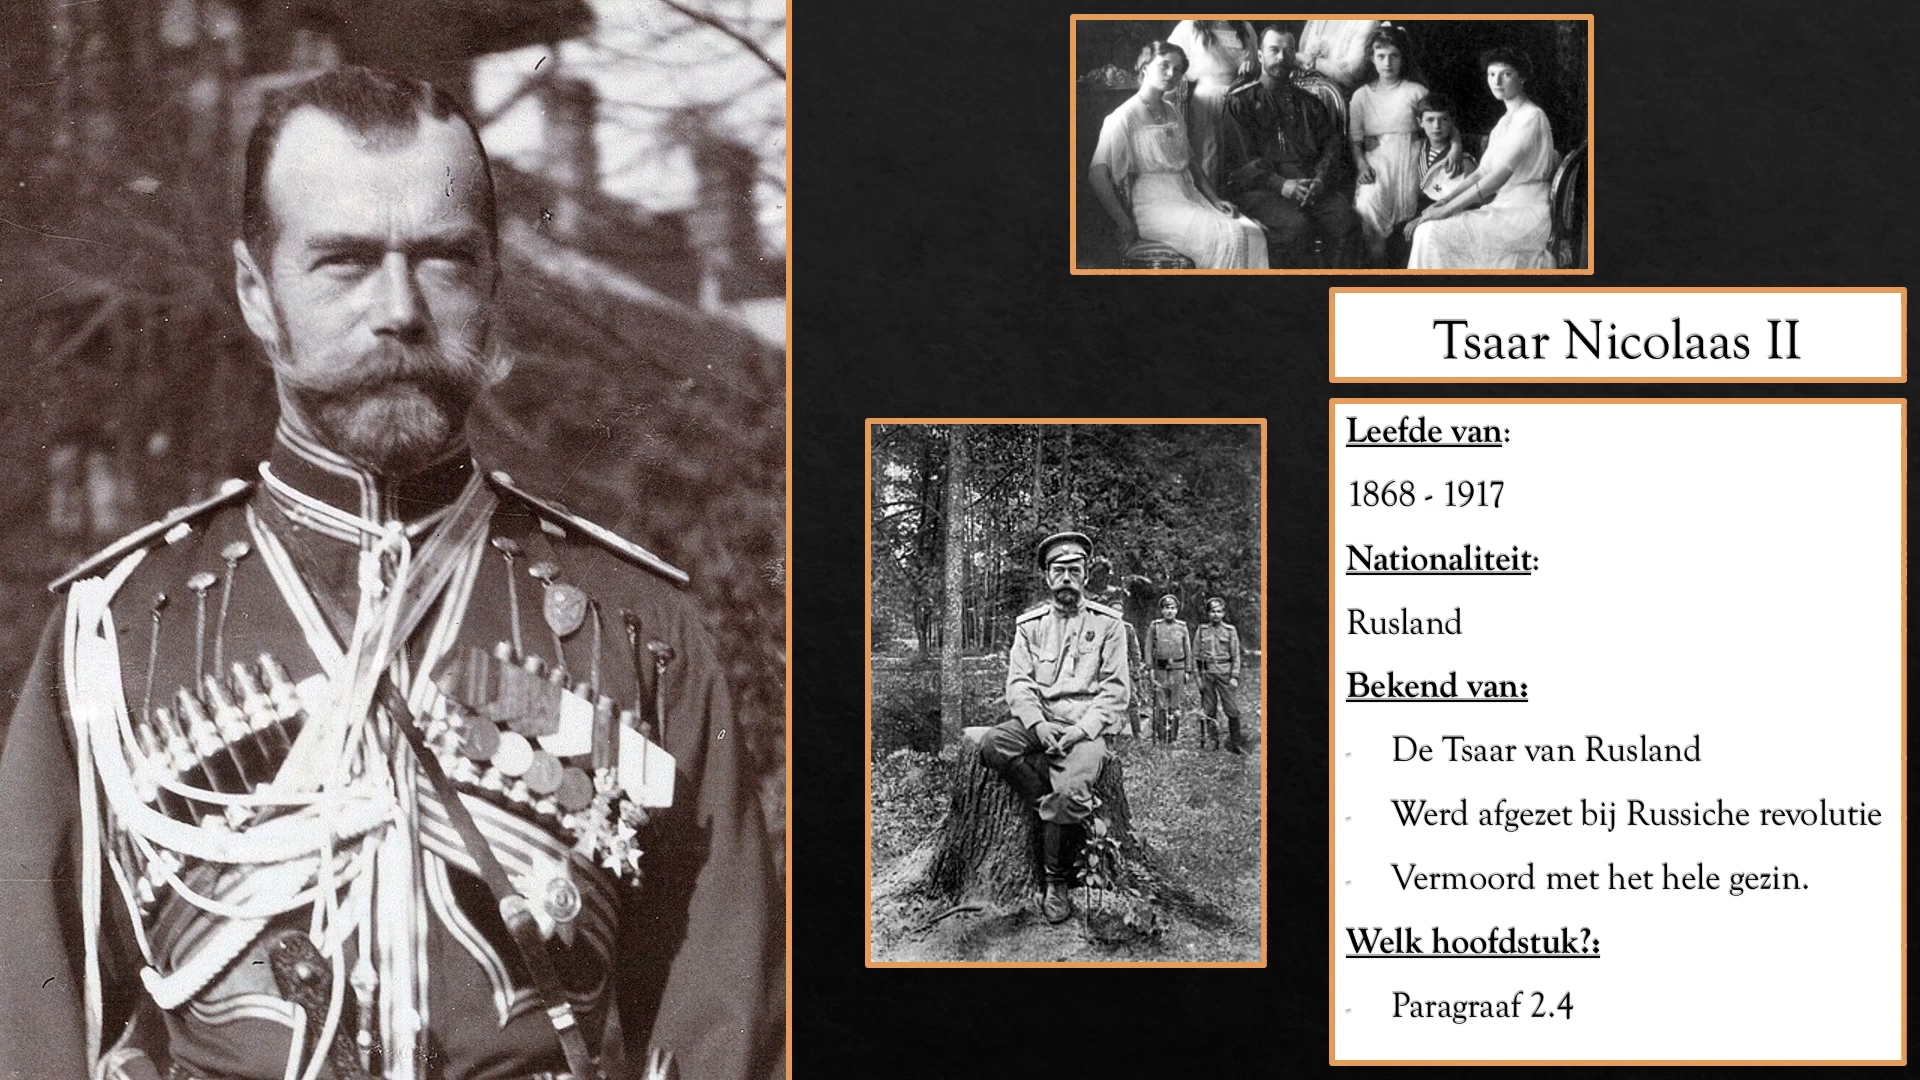 Tsaar Nicolaas II
Leefde van:
1868 - 1917
Nationaliteit:
Rusland
Bekend van:
- De Tsaar van Rusland
- Werd afgezet bij Russiche revolutie
- Vermoord met het hele gezin.
Welk hoofdstuk?:
- Paragraaf 2.4